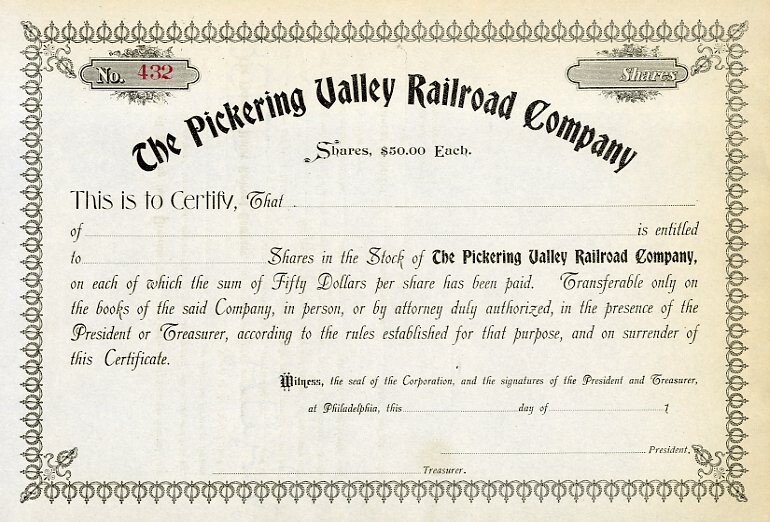 No. 432
Shares
The Pickering Valley Railroad Company
Shares, $50.00 Each.
This is to Certify, That
of is entitled
to Shares in the Stock of The Pickering Valley Railroad Company,
on each of which the sum of Fifty Dollars per share has been paid. Transferable only on
the books of the said Company, in person, or by attorney duly authorized, in the presence of the
President or Treasurer, according to the rules established for that purpose, and on surrender of
this Certificate.
Witness, the seal of the Corporation, and the signatures of the President and Treasurer,
at Philadelphia, this day of 1
President.
Treasurer.